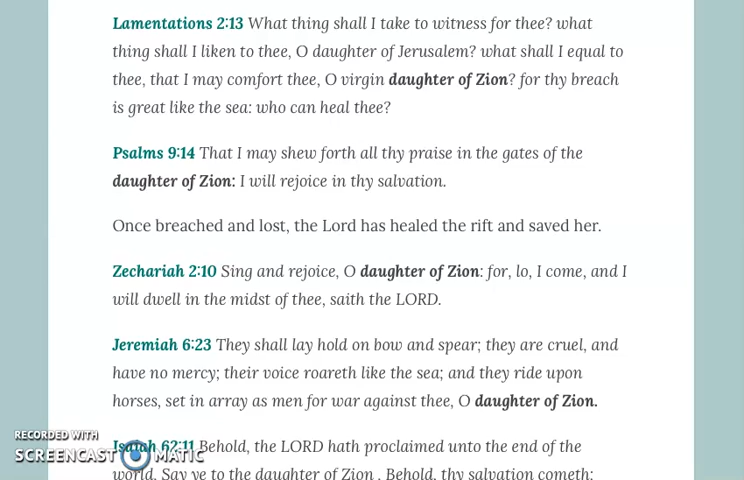 Lamentations 2:13 What thing shall I take to witness for thee? what
thing shall I liken to thee, O daughter of Jerusalem? what shall I equal to
thee, that I may comfort thee, O virgin daughter of Zion? for thy breach
is great like the sea: who can heal thee?
Psalms 9:14 That I may shew forth all thy praise in the gates of the
daughter of Zion: I will rejoice in thy salvation.
Once breached and lost, the Lord has healed the rift and saved her.
Zechariah 2:10 Sing and rejoice, O daughter of Zion: for, lo, I come, and I
will dwell in the midst of thee, saith the LORD.
Jeremiah 6:23 They shall lay hold on bow and spear; they are cruel, and
have no mercy; their voice roareth like the sea; and they ride upon
horses, set in array as men for war against thee, O daughter of Zion.
RECORDED WITH
Isaiah 62:11 Behold, the LORD hath proclaimed unto the end of the
SCREENCAST MATIC
world, Say ye to the daughter of Zion , Behold, thy salvation cometh;